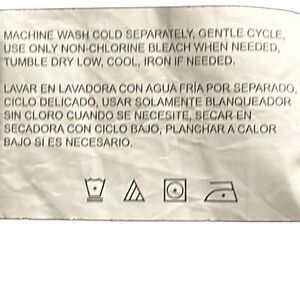 MACHINE WASH COLD SEPARATELY, GENTLE CYCLE,
USE ONLY NON-CHLORINE BLEACH WHEN NEEDED,
TUMBLE DRY LOW, COOL, IRON IF NEEDED.
LAVAR EN LAVADORA CON AGUA FRÍA POR SEPARADO,
CICLO DELICADO, USAR SOLAMENTE BLANQUEADOR
SIN CLORO CUANDO SE NECESITE, SECAR EN
SECADORA CON CICLO BAJO, PLANCHAR A CALOR
BAJO SI ES NECESARIO.